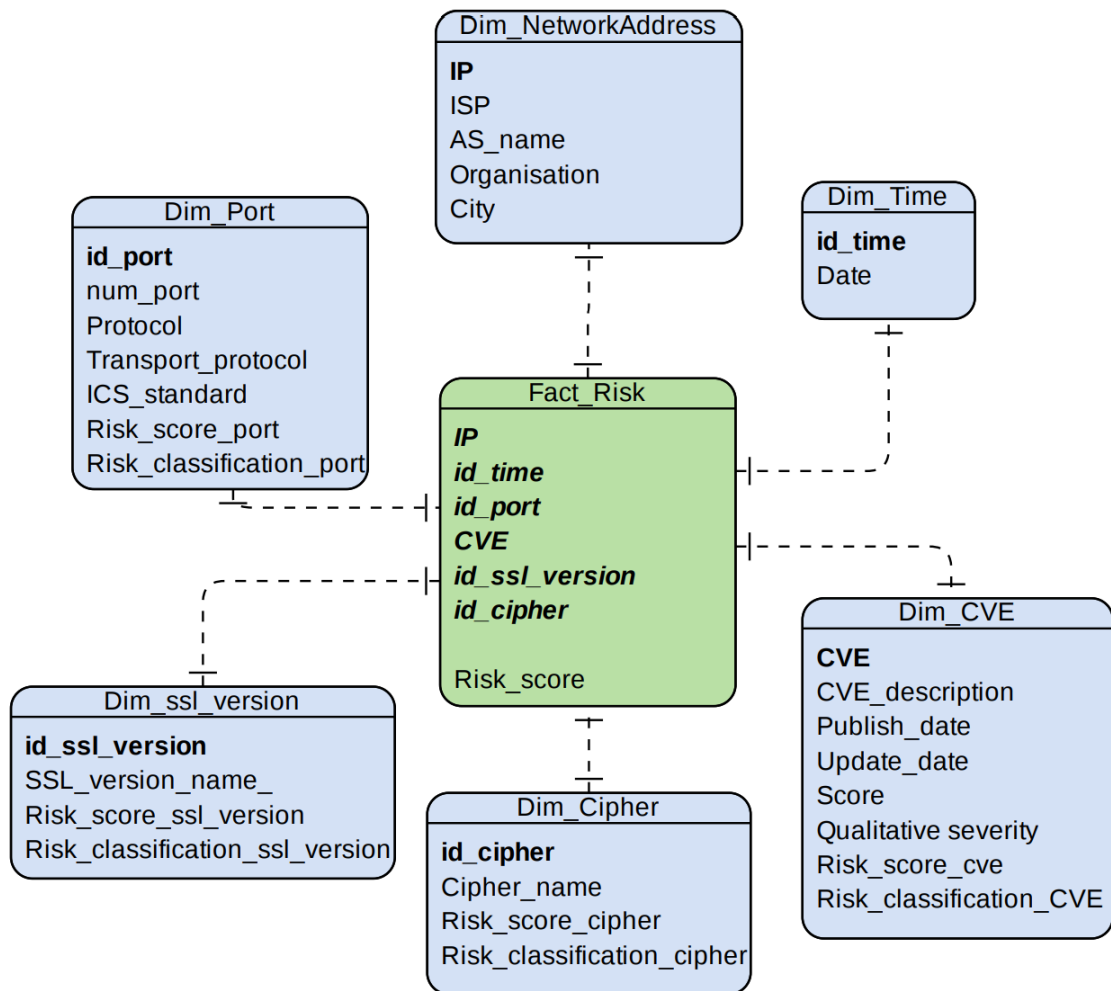 Dim_NetworkAddress
IP
ISP
AS_name
Organisation
City
Dim_Port
id_port
num_port
Protocol
Transport_protocol
ICS_standard
Risk_score_port
Risk_classification_port
Dim_Time
id_time
Date
Fact_Risk
IP
id_time
id_port
CVE
id_ssl_version
id_cipher
Risk_score
Dim_ssl_version
id_ssl_version
SSL_version_name_
Risk_score_ssl_version
Risk_classification_ssl_version
Dim_Cipher
id_cipher
Cipher_name
Risk_score_cipher
Risk_classification_cipher
Dim_CVE
CVE
CVE_description
Publish_date
Update_date
Score
Qualitative severity
Risk_score_cve
Risk_classification_CVE